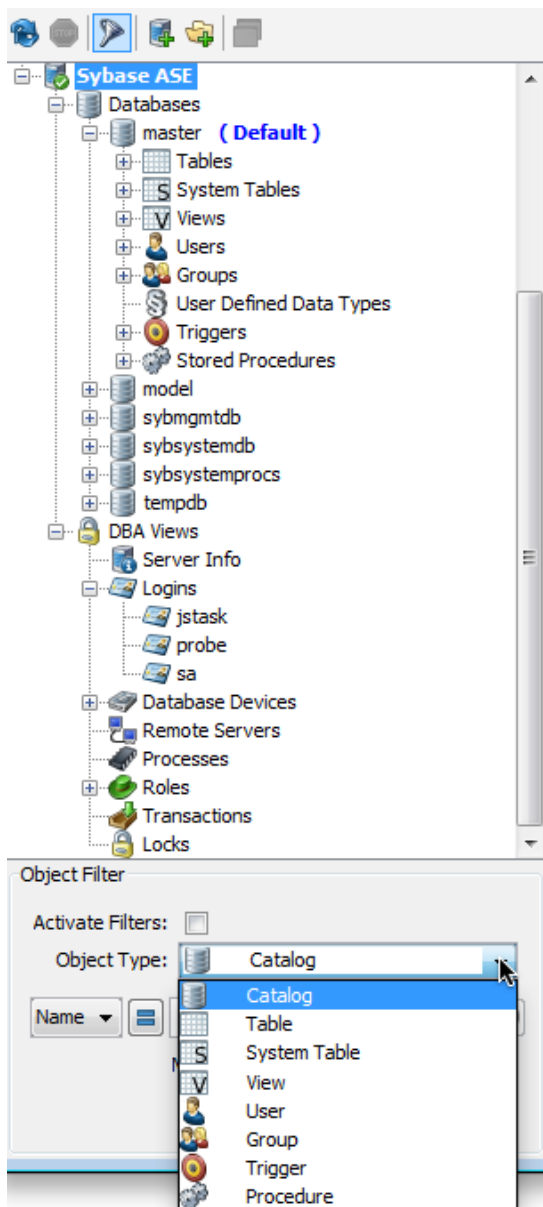 STOP
Sybase ASE
Databases
master ( Default )
Tables
S System Tables
V Views
Users
Groups
User Defined Data Types
Triggers
Stored Procedures
model
sybmgmtdb
sybsystemdb
sybsystemprocs
tempdb
DBA Views
Server Info
Logins
jstask
probe
sa
Database Devices
Remote Servers
Processes
Roles
Transactions
Locks
Object Filter
Activate Filters:
Object Type: Catalog
Catalog
Name
Table
S System Table
V View
User
Group
Trigger
Procedure